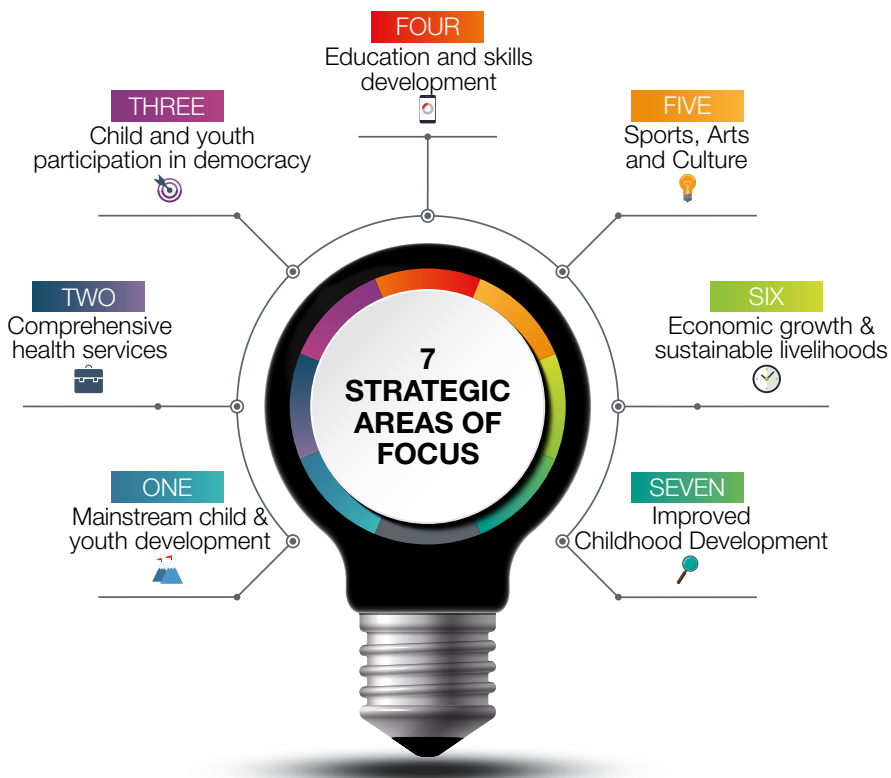 FOUR
Education and skills
development
THREE
Child and youth
participation in democracy
FIVE
Sports, Arts
and Culture
TWO
Comprehensive
health services
SIX
Economic growth &
sustainable livelihoods
7
STRATEGIC
AREAS OF
FOCUS
ONE
Mainstream child &
youth development
SEVEN
Improved
Childhood Development